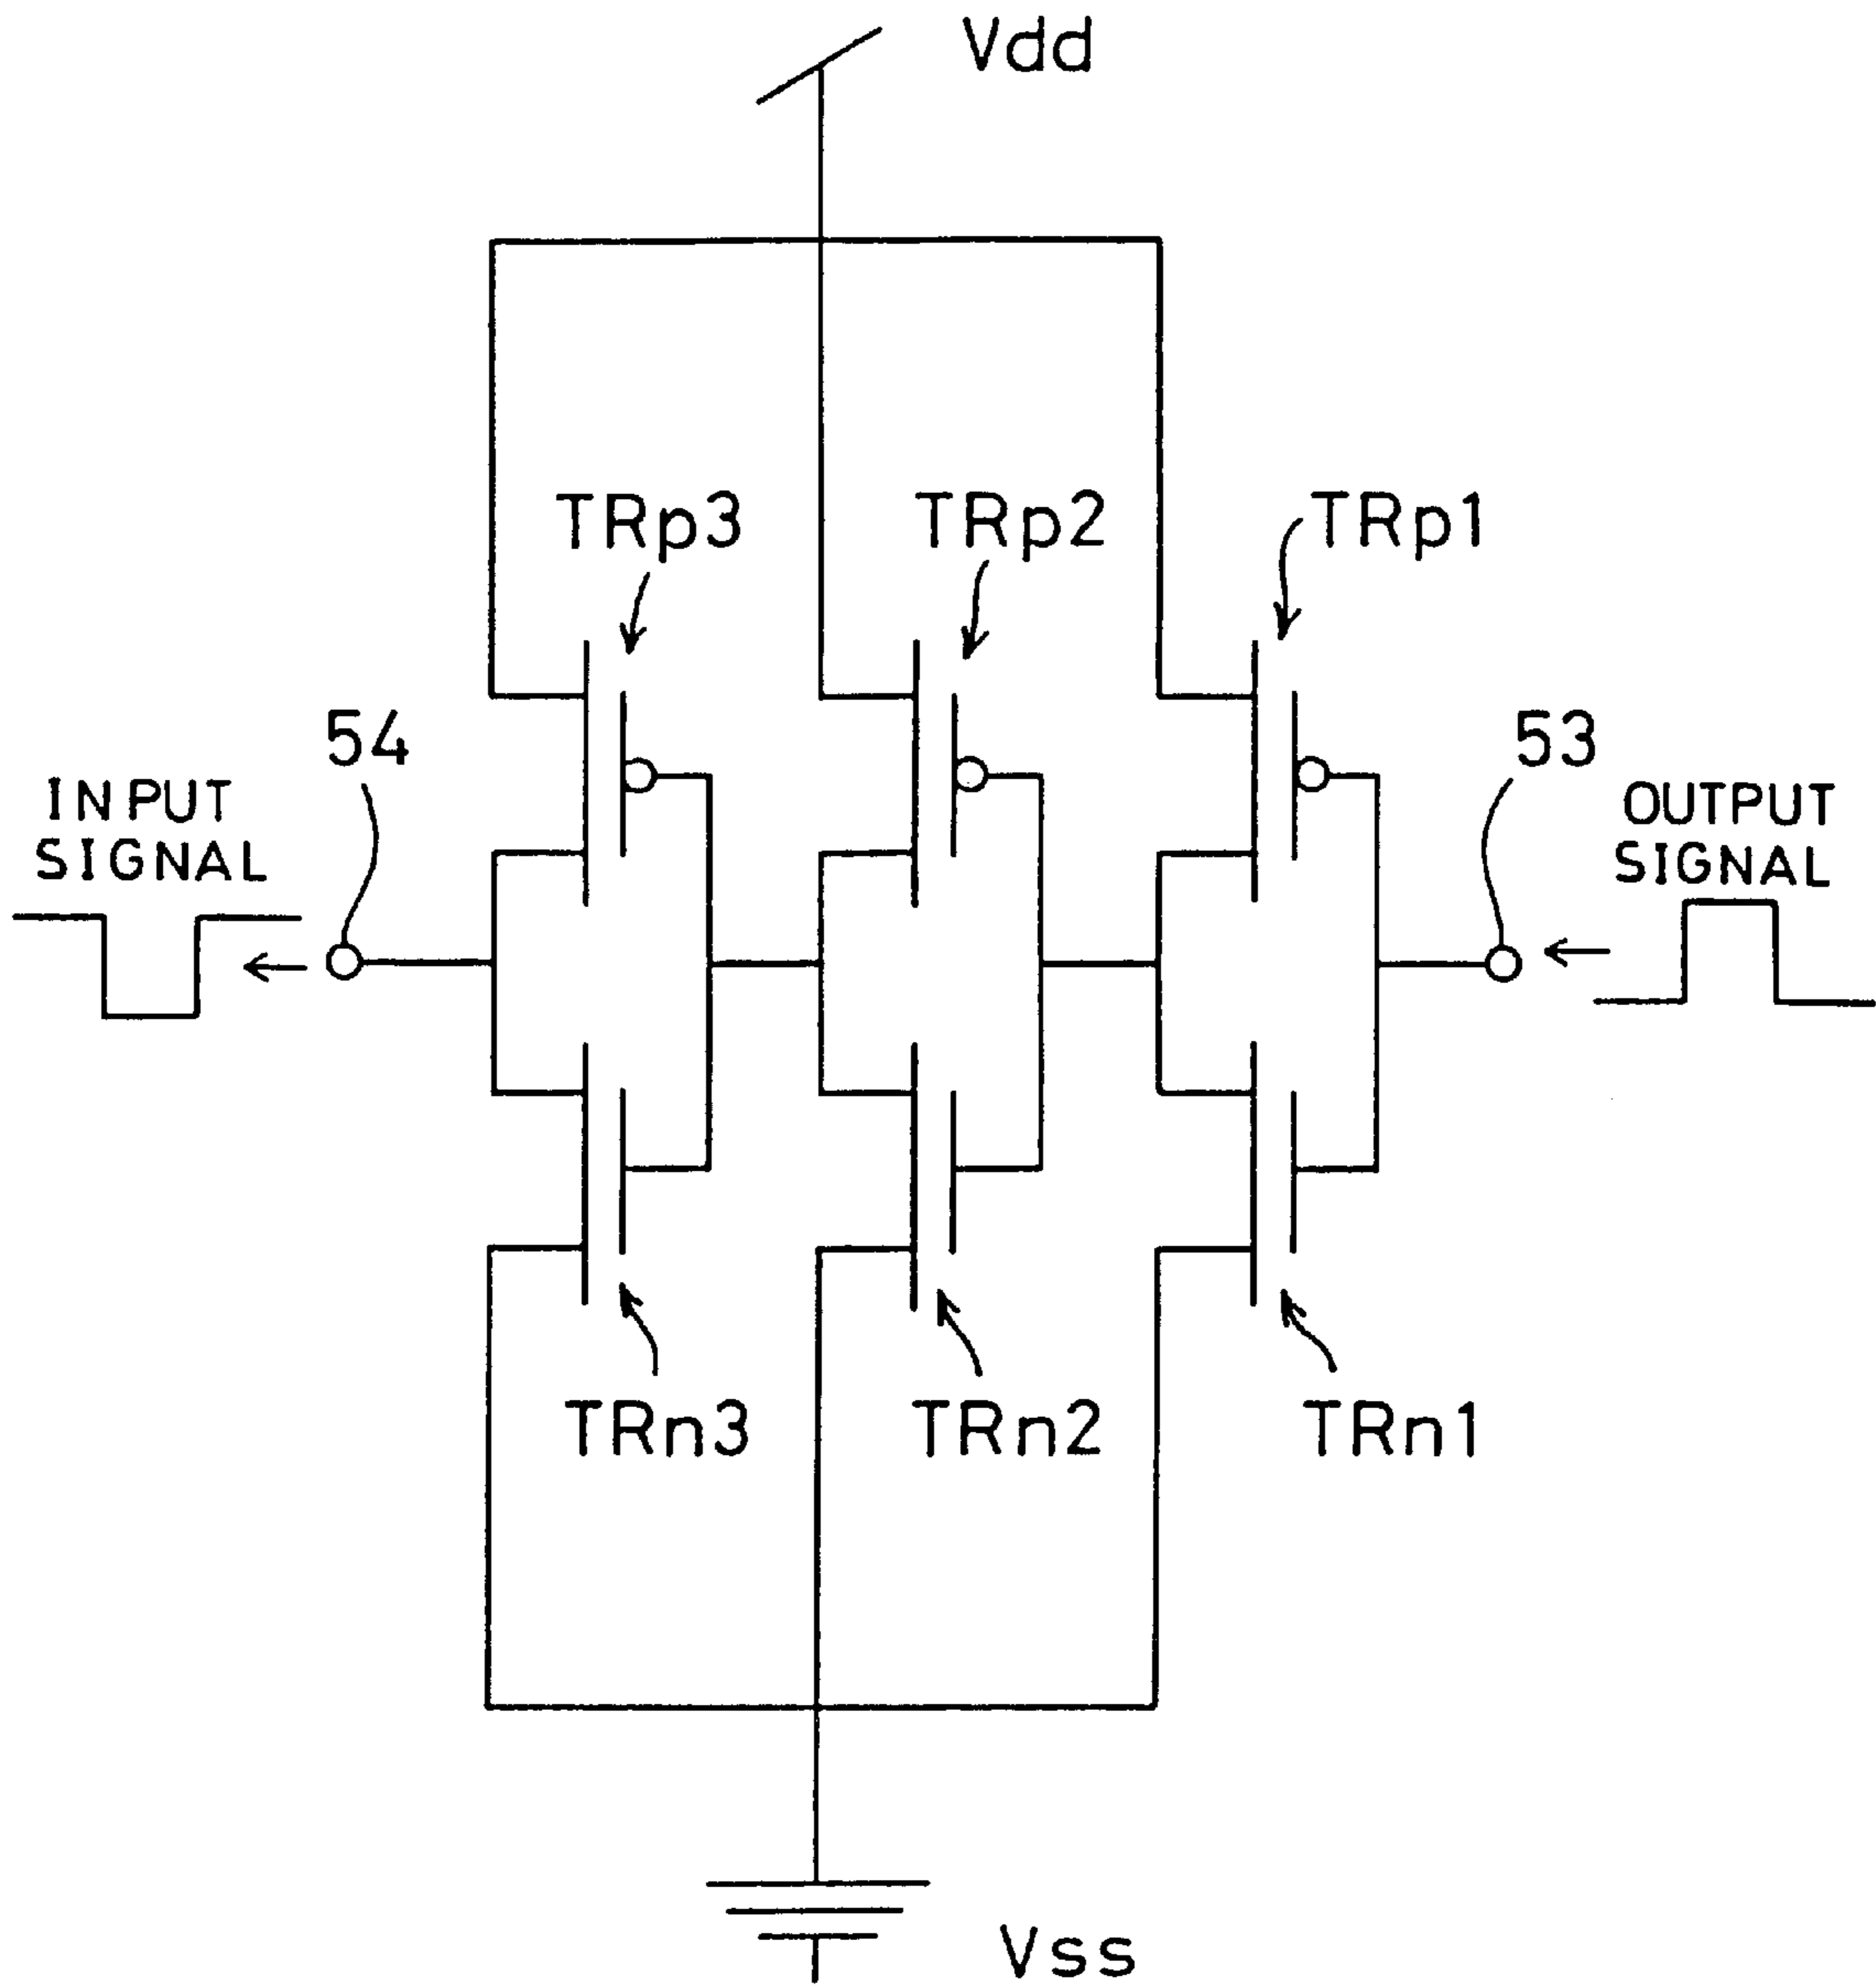 Vdd
TRp3
TRp2
TRp1
54
53
INPUT
SIGNAL
OUTPUT
SIGNAL
TRn3
TRn2
TRn1
Vss